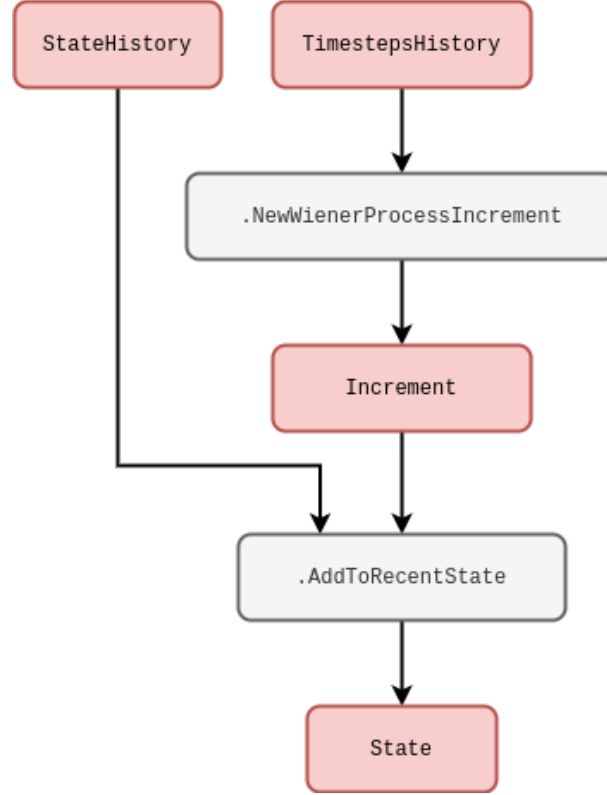 StateHistory
TimestepsHistory
.NewWienerProcessIncrement
Increment
.AddToRecentState
State